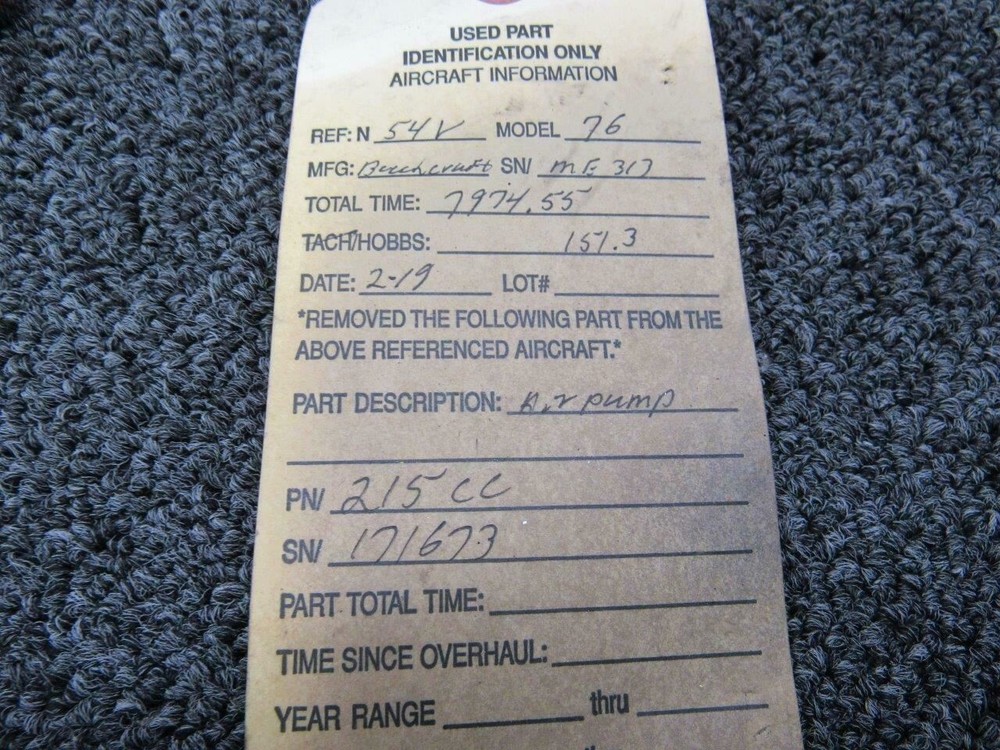 USED PART
IDENTIFICATION ONLY
AIRCRAFT INFORMATION
REF: N 54V MODEL 76
MFG: Beechcraft SN/ ME 317
TOTAL TIME: 7974.55
TACH/HOBBS: 151.3
DATE: 2-19 LOT#
*REMOVED THE FOLLOWING PART FROM THE
ABOVE REFERENCED AIRCRAFT.*
PART DESCRIPTION: Air pump
PN/ 215 CC
SN/ 171673
PART TOTAL TIME:
TIME SINCE OVERHAUL:
YEAR RANGE thru